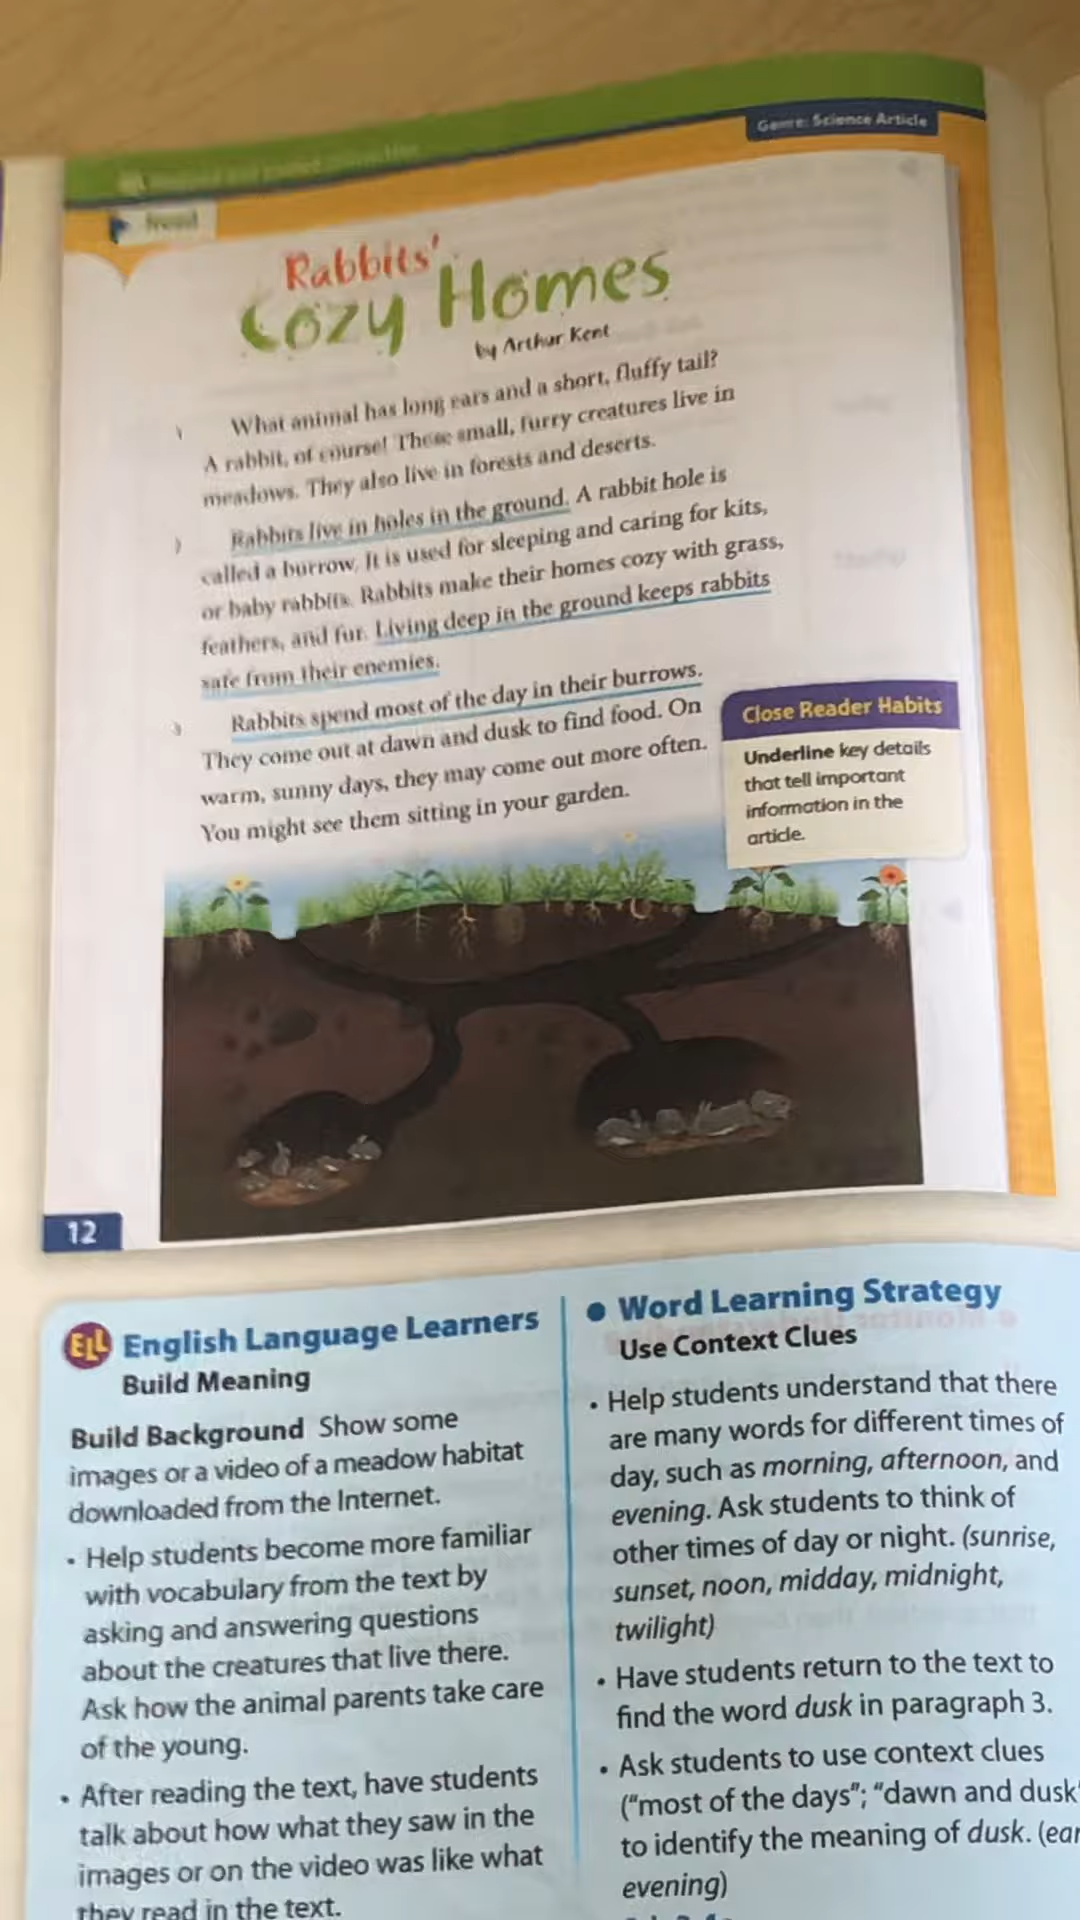 Genre: Science Article
Read
Rabbits'
Cozy Homes
by Arthur Kent
1 What animal has long ears and a short, fluffy tail?
A rabbit, of course! These small, furry creatures live in
meadows. They also live in forests and deserts.
2 Rabbits live in holes in the ground. A rabbit hole is
called a burrow. It is used for sleeping and caring for kits,
or baby rabbits. Rabbits make their homes cozy with grass,
feathers, and fur. Living deep in the ground keeps rabbits
safe from their enemies.
3 Rabbits spend most of the day in their burrows.
They come out at dawn and dusk to find food. On
warm, sunny days, they may come out more often.
You might see them sitting in your garden.
Close Reader Habits
Underline key details
that tell important
information in the
article.
12
ELL English Language Learners
Build Meaning
Build Background Show some
images or a video of a meadow habitat
downloaded from the Internet.
• Help students become more familiar
with vocabulary from the text by
asking and answering questions
about the creatures that live there.
Ask how the animal parents take care
of the young.
• After reading the text, have students
talk about how what they saw in the
images or on the video was like what
they read in the text.
• Word Learning Strategy
Use Context Clues
• Help students understand that there
are many words for different times of
day, such as morning, afternoon, and
evening. Ask students to think of
other times of day or night. (sunrise,
sunset, noon, midday, midnight,
twilight)
• Have students return to the text to
find the word dusk in paragraph 3.
• Ask students to use context clues
("most of the days"; "dawn and dusk"
to identify the meaning of dusk. (ear
evening)